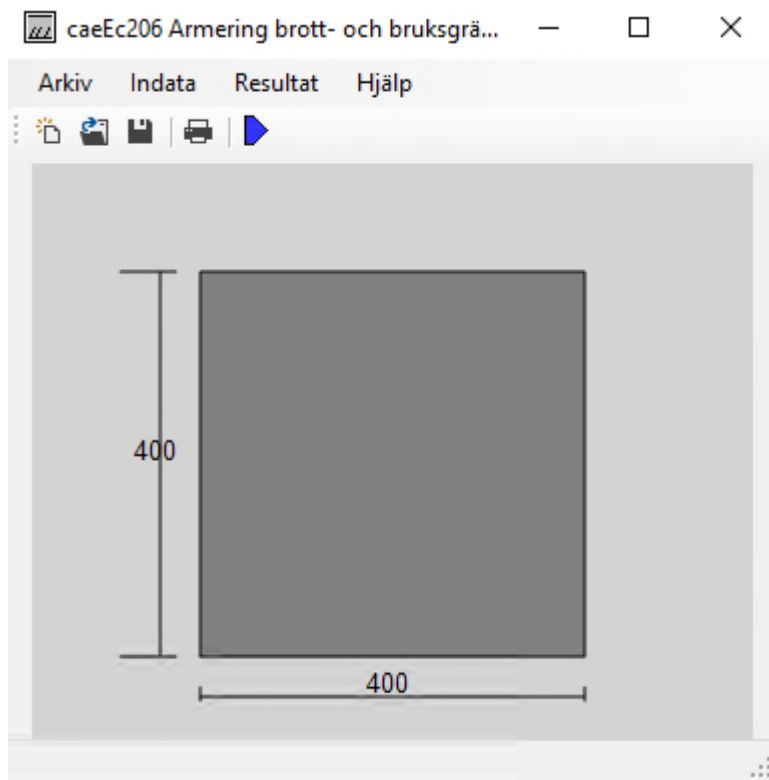 caeEc206 Armering brott- och bruksgrä...
Arkiv Indata Resultat Hjälp
400
400